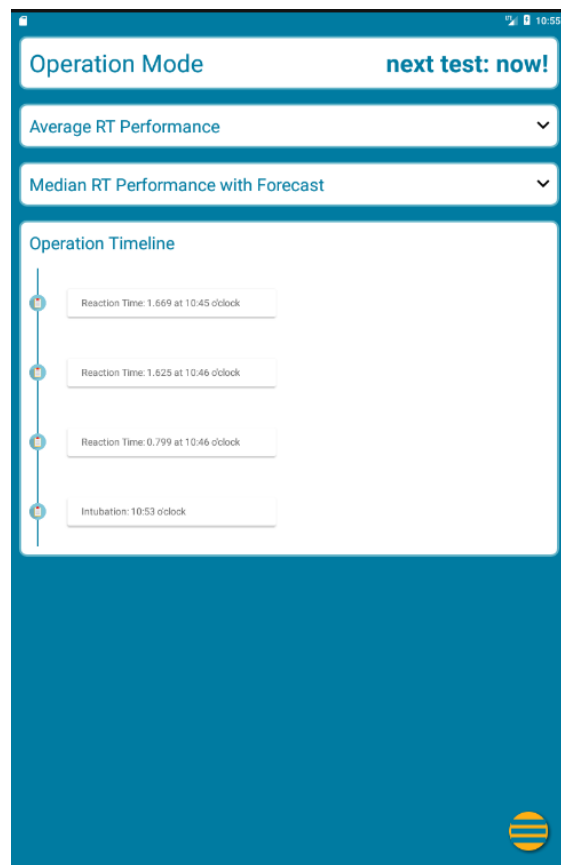 10:55
Operation Mode next test: now!
Average RT Performance
Median RT Performance with Forecast
Operation Timeline
Reaction Time: 1.669 at 10:45 o'clock
Reaction Time: 1.625 at 10:46 o'clock
Reaction Time: 0.799 at 10:46 o'clock
Intubation: 10:53 o'clock